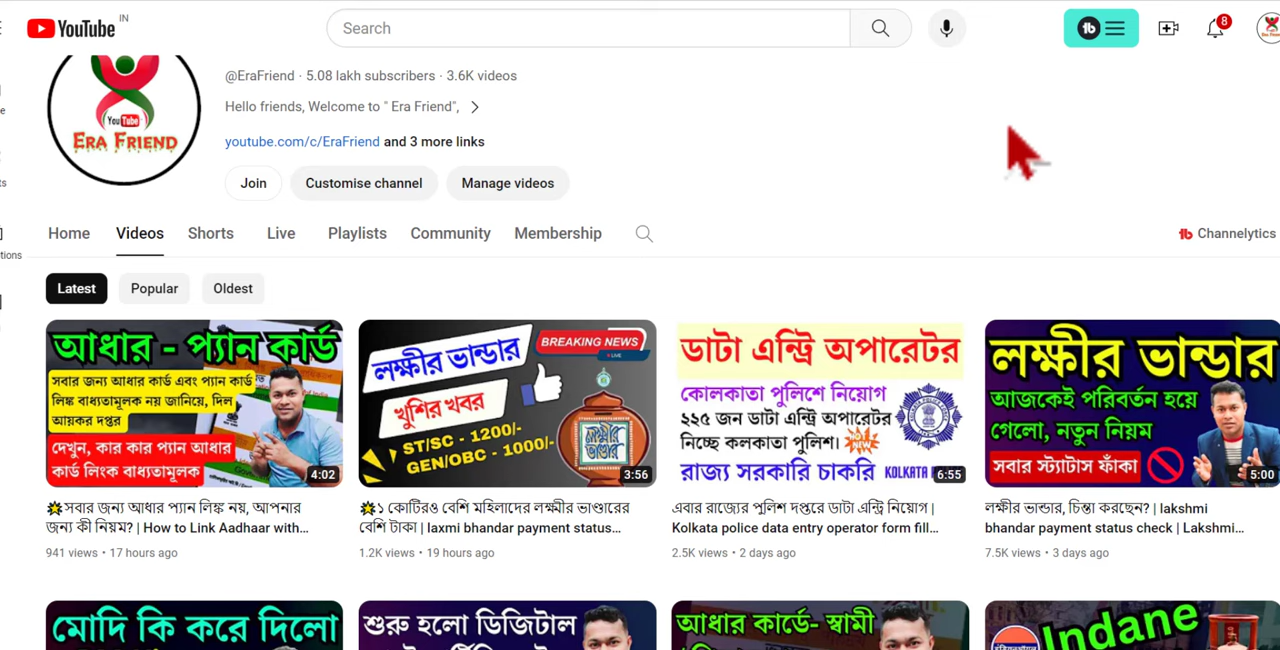 YouTube IN
Search
8
@EraFriend · 5.08 lakh subscribers · 3.6K videos
Hello friends, Welcome to " Era Friend",
You Tube
ERA FRIEND
youtube.com/c/EraFriend and 3 more links
Join Customise channel Manage videos
Home Videos Shorts Live Playlists Community Membership
Channelytics
Latest Popular Oldest
আধার - প্যান কার্ড
সবার জন্য আধার কার্ড এবং প্যান কার্ড
লিঙ্ক বাধ্যতামূলক নয় জানিয়ে, দিল
আয়কর দপ্তর
দেখুন, কার কার প্যান আধার
কার্ড লিংক বাধ্যতামূলক
4:02
লক্ষীর ভান্ডার
BREAKING NEWS
LIVE
খুশির খবর
ST/SC - 1200/-
GEN/OBC - 1000/-
লক্ষ্মীর
ভান্ডার
3:56
ডাটা এন্ট্রি অপারেটর
কোলকাতা পুলিশে নিয়োগ
২২৫ জন ডাটা এন্ট্রি অপারেটর
নিচ্ছে কলকাতা পুলিশ।
NEW
রাজ্য সরকারি চাকরি KOLKATA
6:55
লক্ষীর ভান্ডার
আজকেই পরিবর্তন হয়ে
গেলো, নতুন নিয়ম
সবার স্ট্যাটাস ফাঁকা
5:00
সবার জন্য আধার প্যান লিঙ্ক নয়, আপনার
জন্য কী নিয়ম? | How to Link Aadhaar with...
941 views • 17 hours ago
১ কোটিরও বেশি মহিলাদের লক্ষীর ভাণ্ডারের
বেশি টাকা | laxmi bhandar payment status...
1.2K views • 19 hours ago
এবার রাজ্যের পুলিশ দপ্তরে ডাটা এন্ট্রি নিয়োগ |
Kolkata police data entry operator form fill...
2.5K views • 2 days ago
লক্ষীর ভান্ডার, চিন্তা করছেন? | lakshmi
bhandar payment status check | Lakshmi...
7.5K views • 3 days ago
মোদি কি করে দিলো
শুরু হলো ডিজিটাল
আধার কার্ডে- স্বামী
Indane